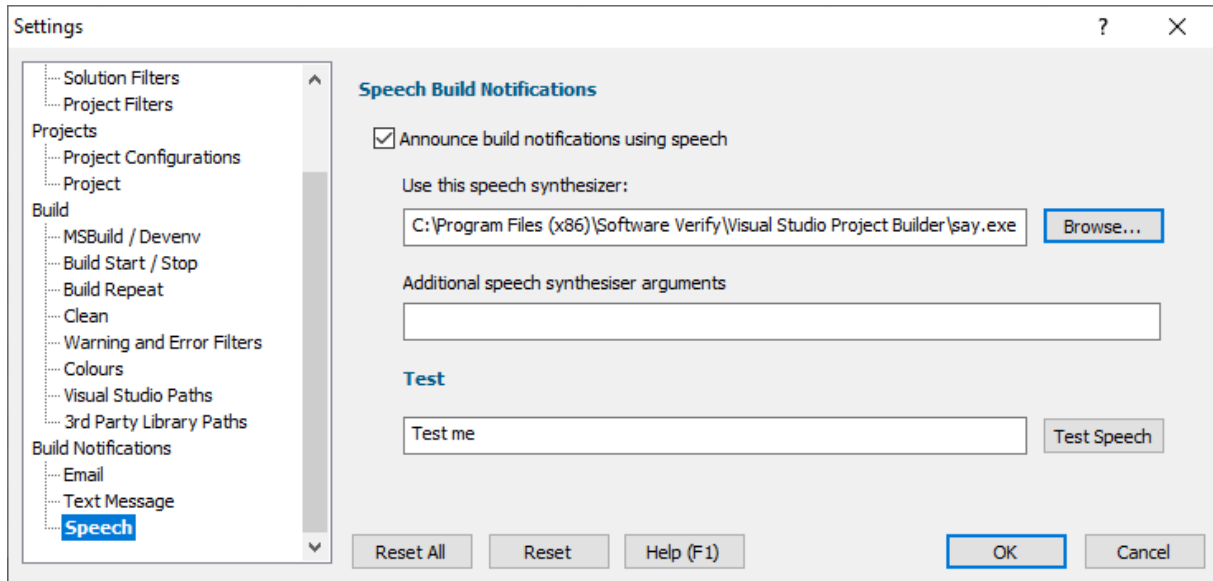 Settings
?
Solution Filters
Project Filters
Projects
Project Configurations
Project
Build
MSBuild / Devenv
Build Start / Stop
Build Repeat
Clean
Warning and Error Filters
Colours
Visual Studio Paths
3rd Party Library Paths
Build Notifications
Email
Text Message
Speech
Speech Build Notifications
Announce build notifications using speech
Use this speech synthesizer:
C:\Program Files (x86)\Software Verify\Visual Studio Project Builder\say.exe
Browse...
Additional speech synthesiser arguments
Test
Test me
Test Speech
Reset All
Reset
Help (F1)
OK
Cancel